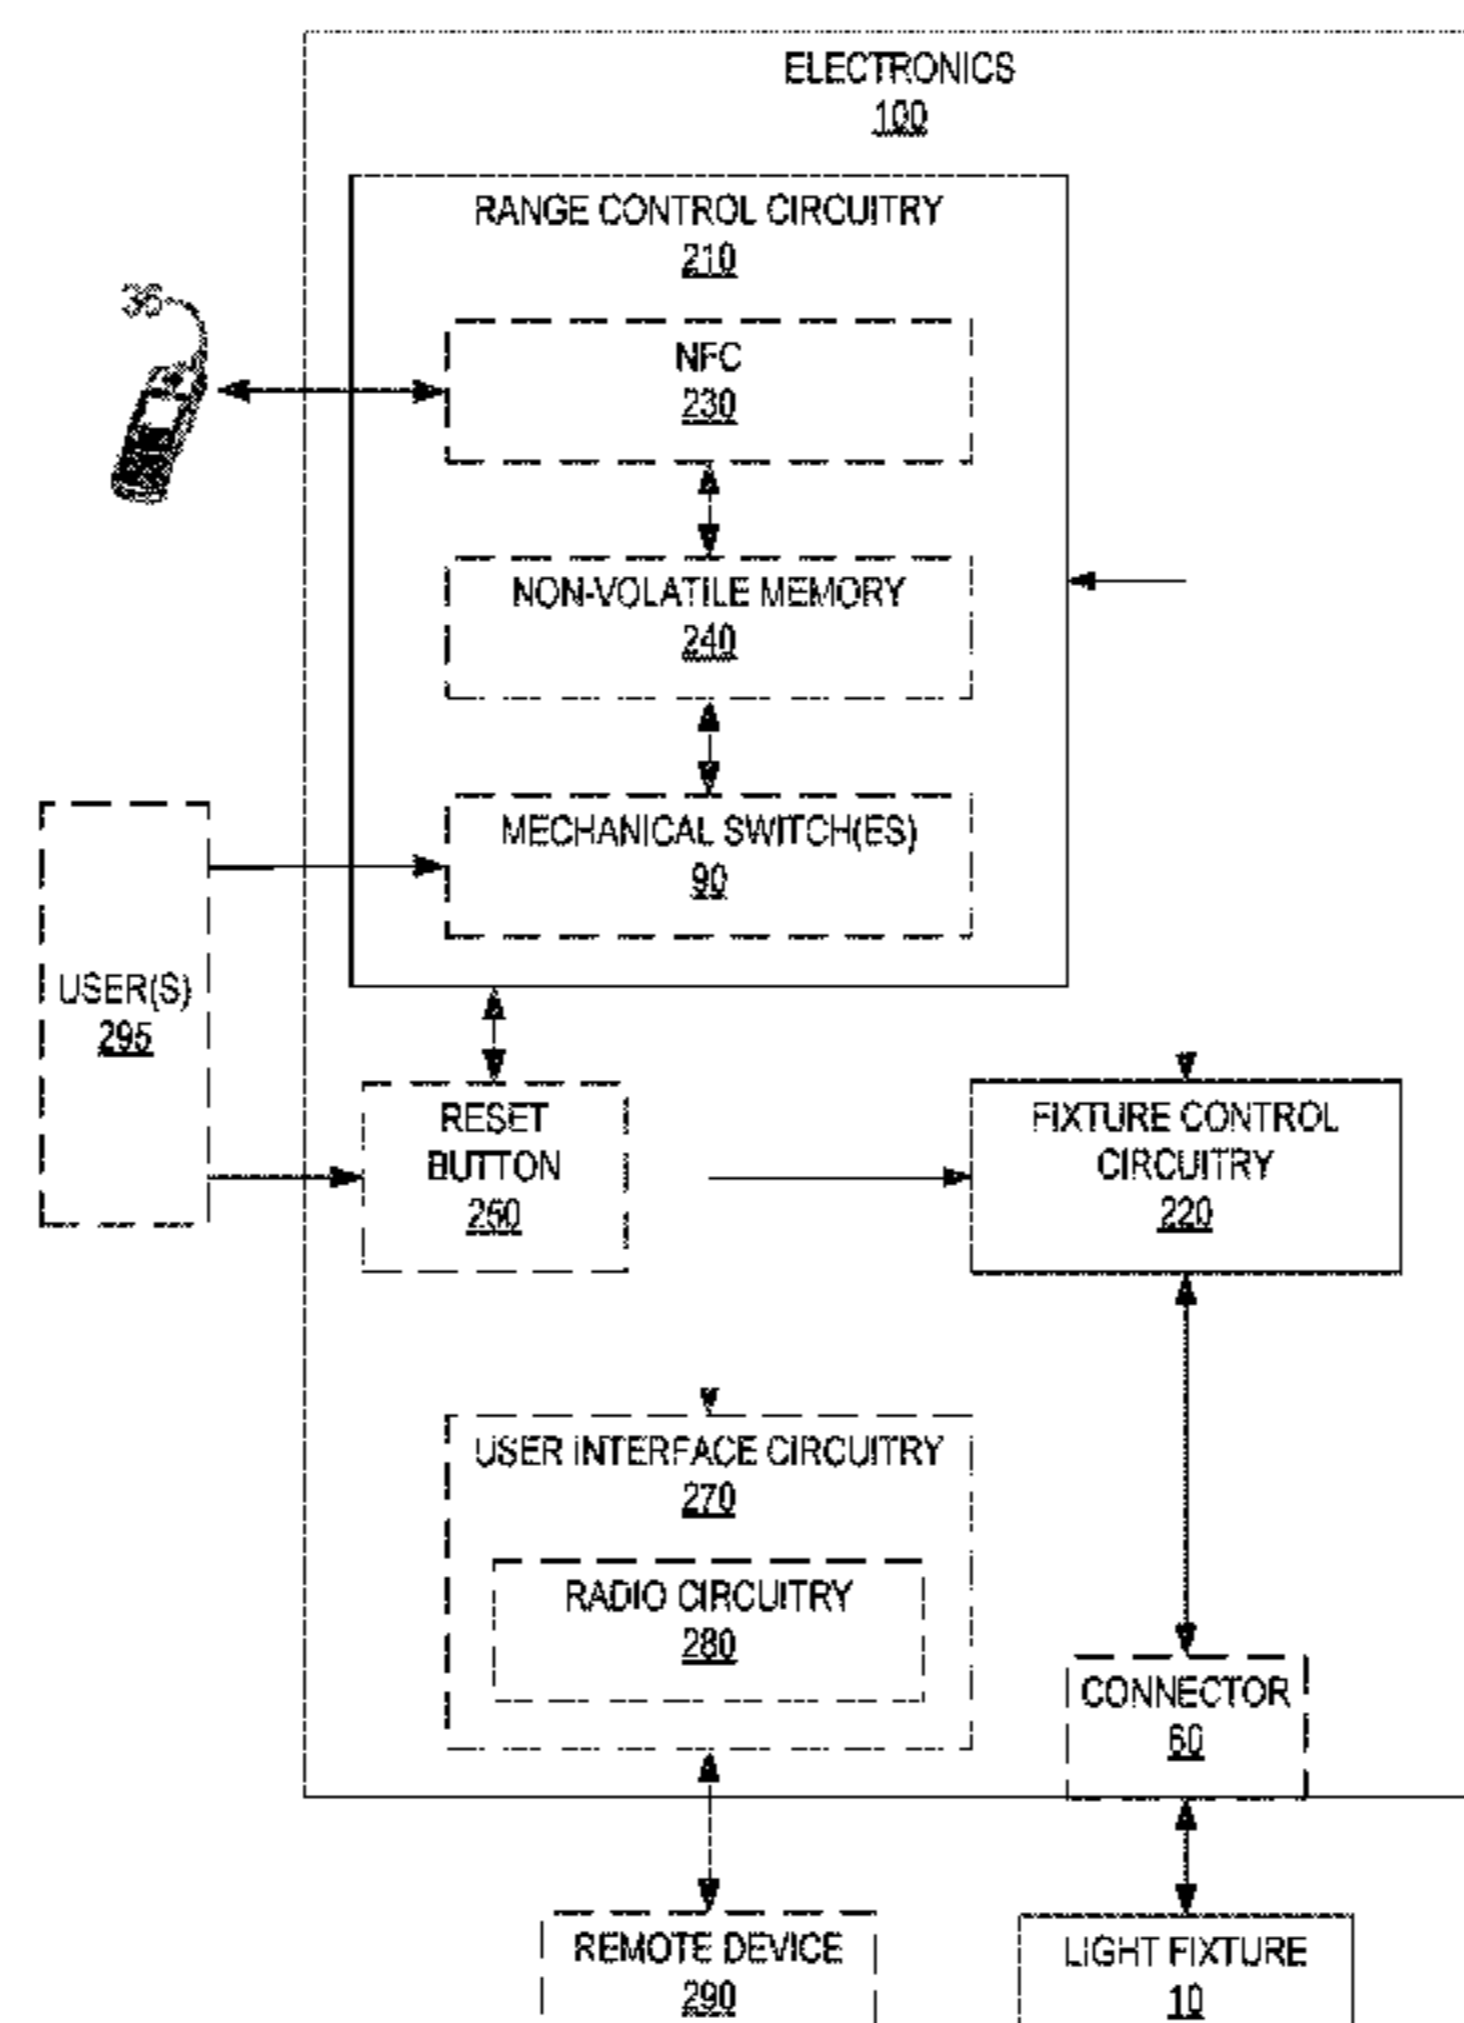 ELECTRONICS
100
RANGE CONTROL CIRCUITRY
210
36
NFC
230
NON-VOLATILE MEMORY
240
MECHANICAL SWITCH(ES)
90
USER(S)
295
RESET
BUTTON
260
FIXTURE CONTROL
CIRCUITRY
220
USER INTERFACE CIRCUITRY
270
RADIO CIRCUITRY
280
CONNECTOR
60
REMOTE DEVICE
290
LIGHT FIXTURE
10